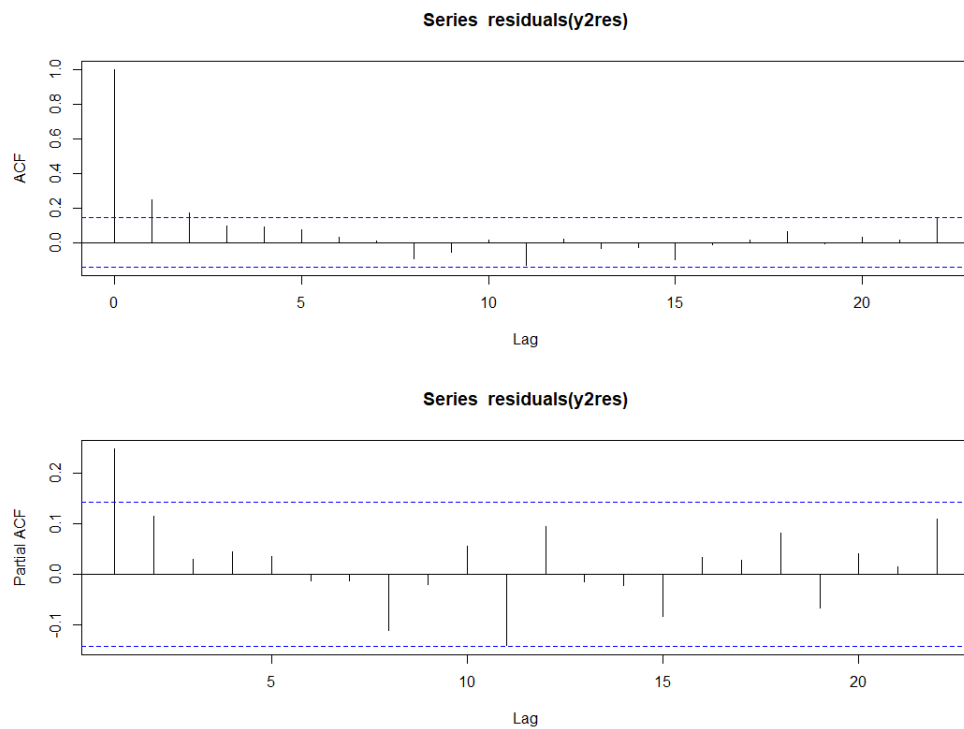 Series residuals(y2res)
ACF
1.0
0.8
0.6
0.4
0.2
0.0
0 5 10 15 20
Lag
Series residuals(y2res)
Partial ACF
0.2
0.1
0.0
-0.1
5 10 15 20
Lag